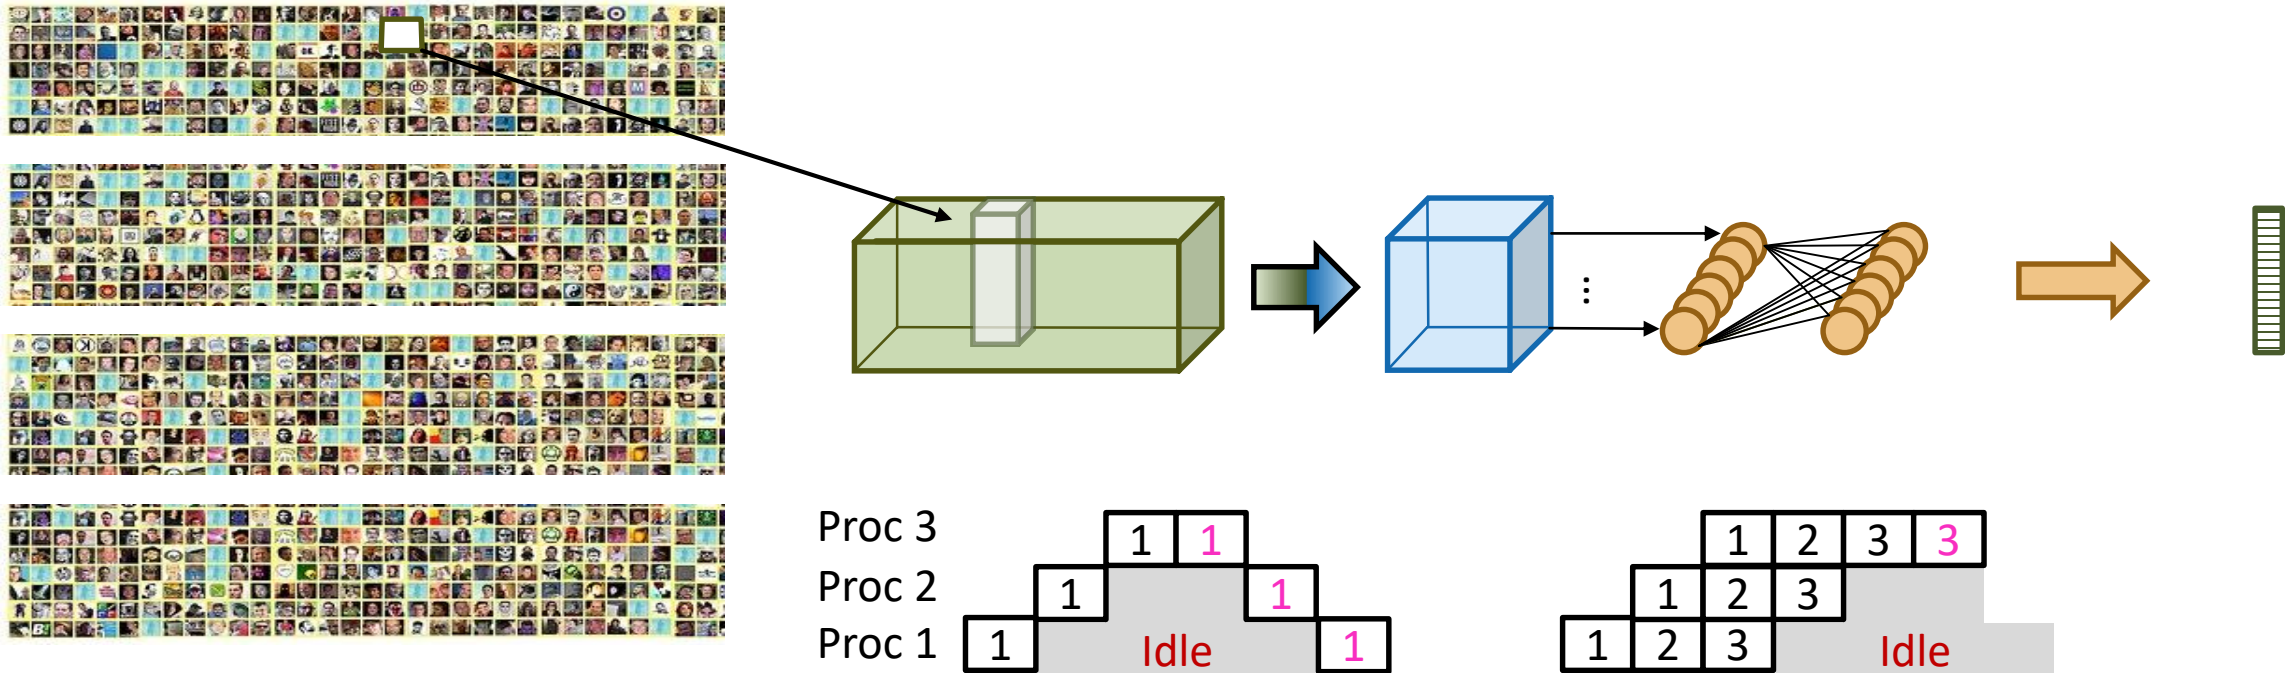 ⋮
Proc 3 1 1 1 2 3 3
Proc 2 1 1 1 2 3
Proc 1 1 Idle 1 1 2 3 Idle